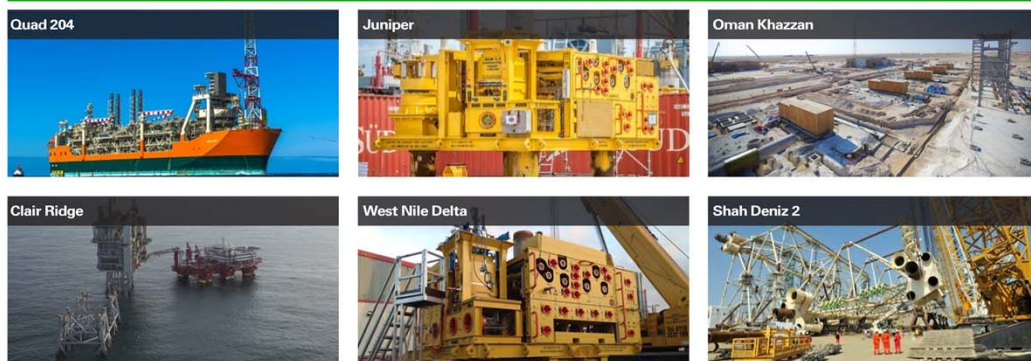 Quad 204
Juniper
Oman Khazzan
Clair Ridge
West Nile Delta
Shah Deniz 2